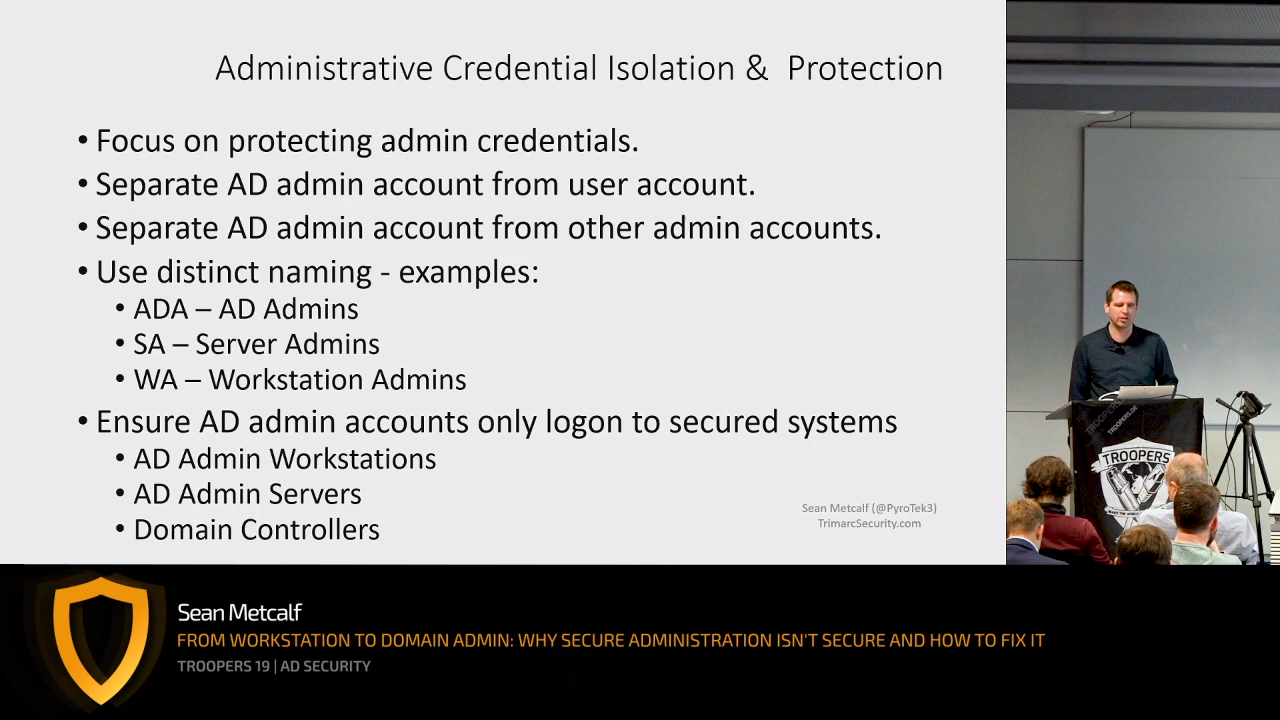 Administrative Credential Isolation & Protection
• Focus on protecting admin credentials.
• Separate AD admin account from user account.
• Separate AD admin account from other admin accounts.
• Use distinct naming - examples:
• ADA – AD Admins
• SA – Server Admins
• WA – Workstation Admins
• Ensure AD admin accounts only logon to secured systems
• AD Admin Workstations
• AD Admin Servers
• Domain Controllers
Sean Metcalf (@PyroTek3)
TrimarcSecurity.com
TROOPERS
TROOPERS.DE
TROOPERS
Sean Metcalf
FROM WORKSTATION TO DOMAIN ADMIN: WHY SECURE ADMINISTRATION ISN'T SECURE AND HOW TO FIX IT
TROOPERS 19 | AD SECURITY